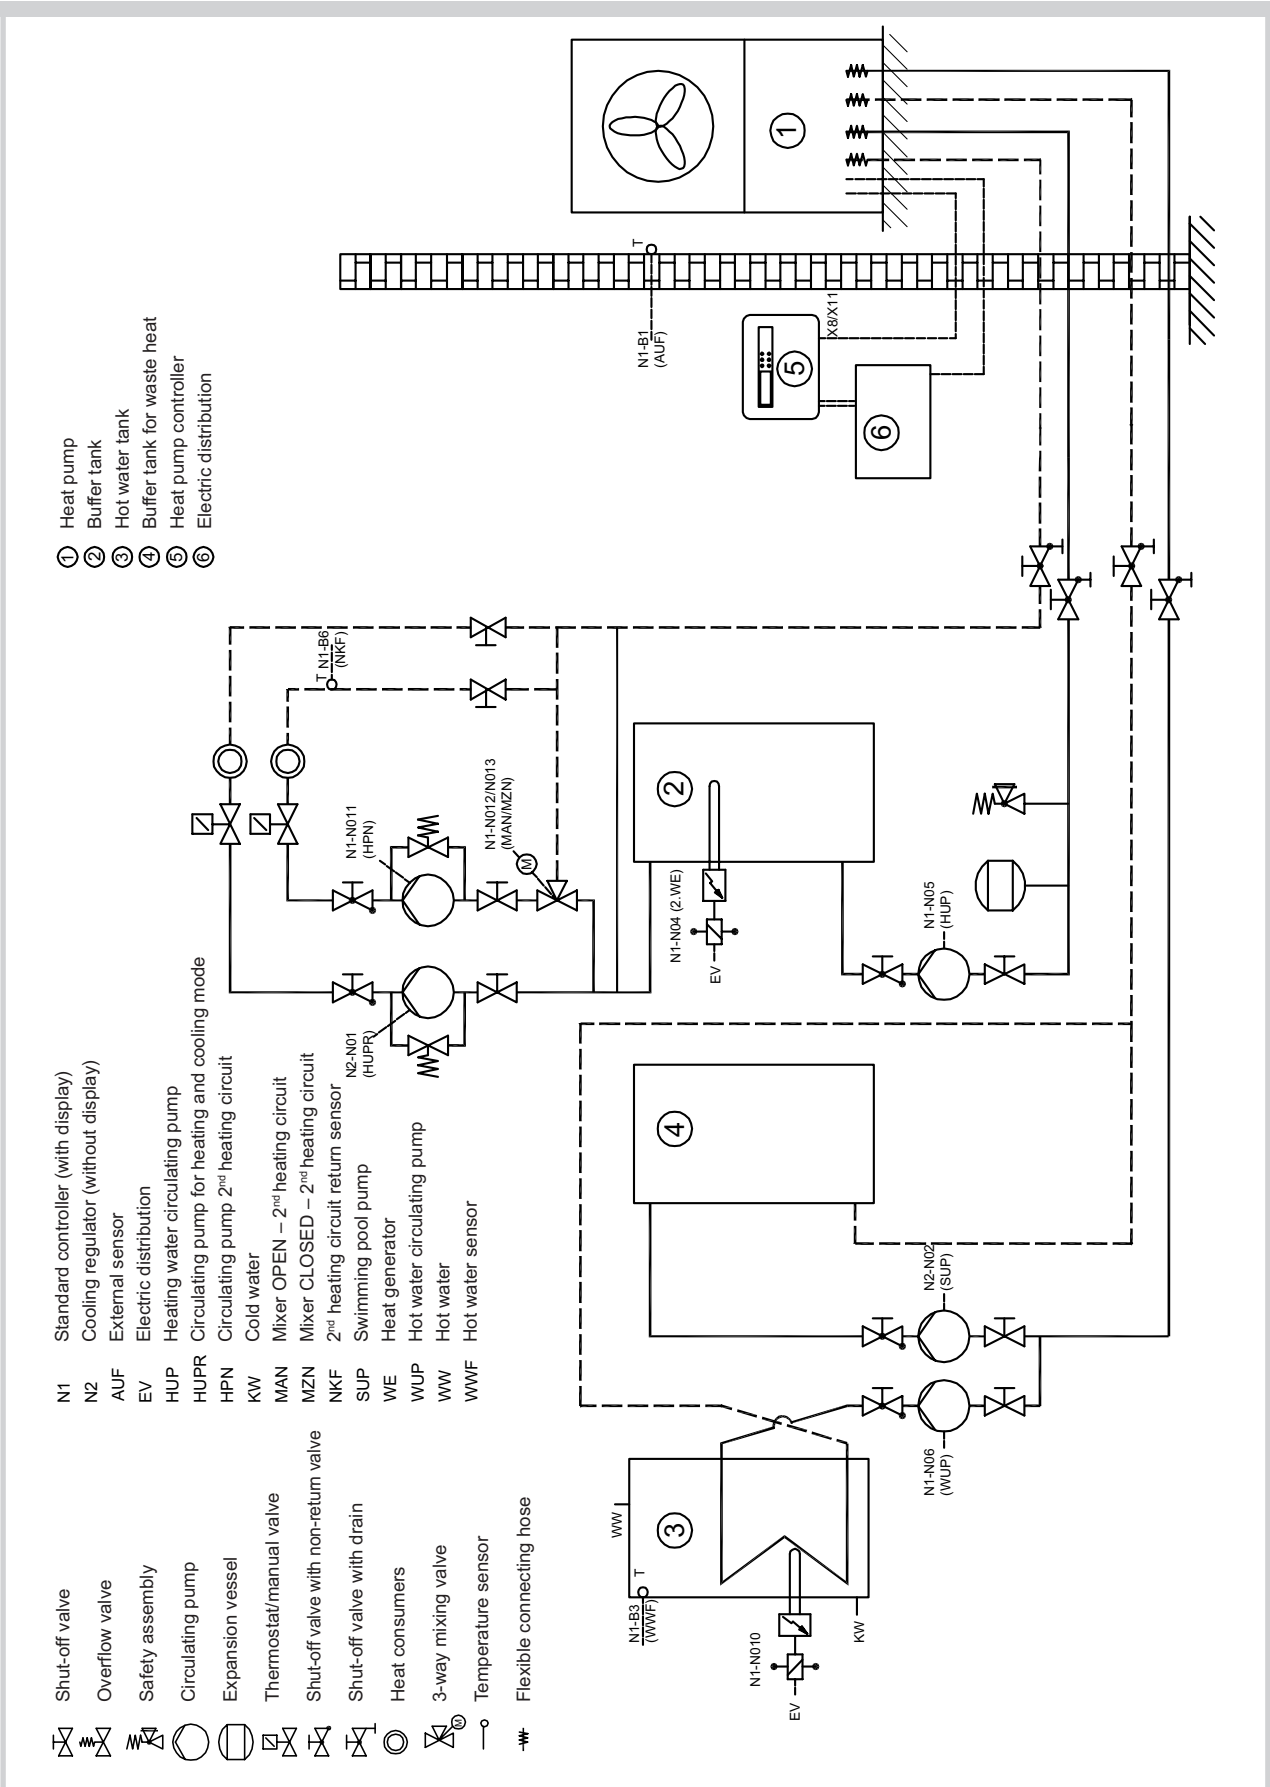 Shut-off valve
Overflow valve
Safety assembly
Circulating pump
Expansion vessel
Thermostat/manual valve
Shut-off valve with non-return valve
Shut-off valve with drain
Heat consumers
M
3-way mixing valve
Temperature sensor
Flexible connecting hose
N1 Standard controller (with display)
N2 Cooling regulator (without display)
AUF External sensor
EV Electric distribution
HUP Heating water circulating pump
HUPR Circulating pump for heating and cooling mode
HPN Circulating pump 2nd heating circuit
KW Cold water
MAN Mixer OPEN – 2nd heating circuit
MZN Mixer CLOSED – 2nd heating circuit
NKF 2nd heating circuit return sensor
SUP Swimming pool pump
WE Heat generator
WUP Hot water circulating pump
WW Hot water
WWF Hot water sensor
1 Heat pump
2 Buffer tank
3 Hot water tank
4 Buffer tank for waste heat
5 Heat pump controller
6 Electric distribution
T N1-B6
(NKF)
N1-N011
(HPN)
N2-N01
(HUPR)
N1-N012/N013
(MAN/MZN)
M
WW
3
T
N1-B3
(WWF)
N1-N010
EV
KW
4
2
N1-N04 (2.WE)
EV
N1-N06
(WUP)
N2-N02
(SUP)
N1-N05
(HUP)
T
N1-B1
(AUF)
5
X8/X11
6
1